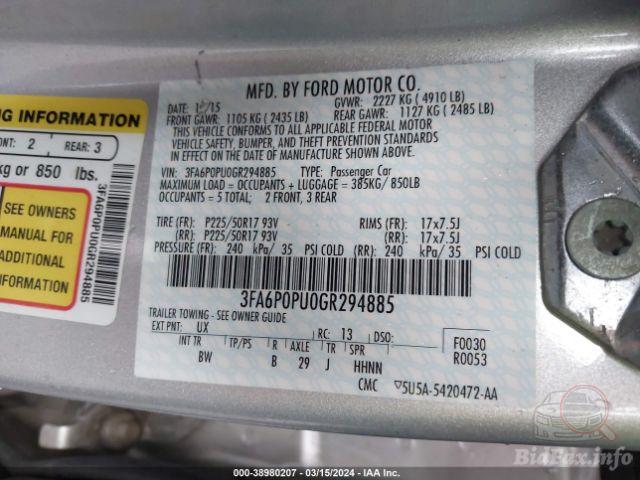 NG INFORMATION
ONT: 2 REAR: 3
kg or 850 lbs.
SEE OWNERS
MANUAL FOR
ADDITIONAL
INFORMATION
3FA6P0PU0GR294885
MFD. BY FORD MOTOR CO.
DATE: /15 GVWR: 2227 KG ( 4910 LB)
FRONT GAWR: 1105 KG ( 2435 LB) REAR GAWR: 1127 KG ( 2485 LB)
THIS VEHICLE CONFORMS TO ALL APPLICABLE FEDERAL MOTOR
VEHICLE SAFETY, BUMPER, AND THEFT PREVENTION STANDARDS
IN EFFECT ON THE DATE OF MANUFACTURE SHOWN ABOVE.
VIN: 3FA6P0PU0GR294885 TYPE: Passenger Car
MAXIMUM LOAD = OCCUPANTS + LUGGAGE = 385KG/ 850LB
OCCUPANTS = 5 TOTAL; 2 FRONT, 3 REAR
TIRE (FR): P225/50R17 93V RIMS (FR): 17x7.5J
(RR): P225/50R17 93V (RR): 17x7.5J
PRESSURE (FR): 240 kPa/ 35 PSI COLD (RR): 240 kPa/ 35 PSI COLD
3FA6P0PU0GR294885
TRAILER TOWING - SEE OWNER GUIDE
EXT PNT: UX RC: 13 DSO: F0030
R0053
INT TR TP/PS R AXLE TR SPR
BW B 29 J HHNN
CMC 5U5A-5420472-AA
BidFax.info
000-38980207 - 03/15/2024 - IAA Inc.